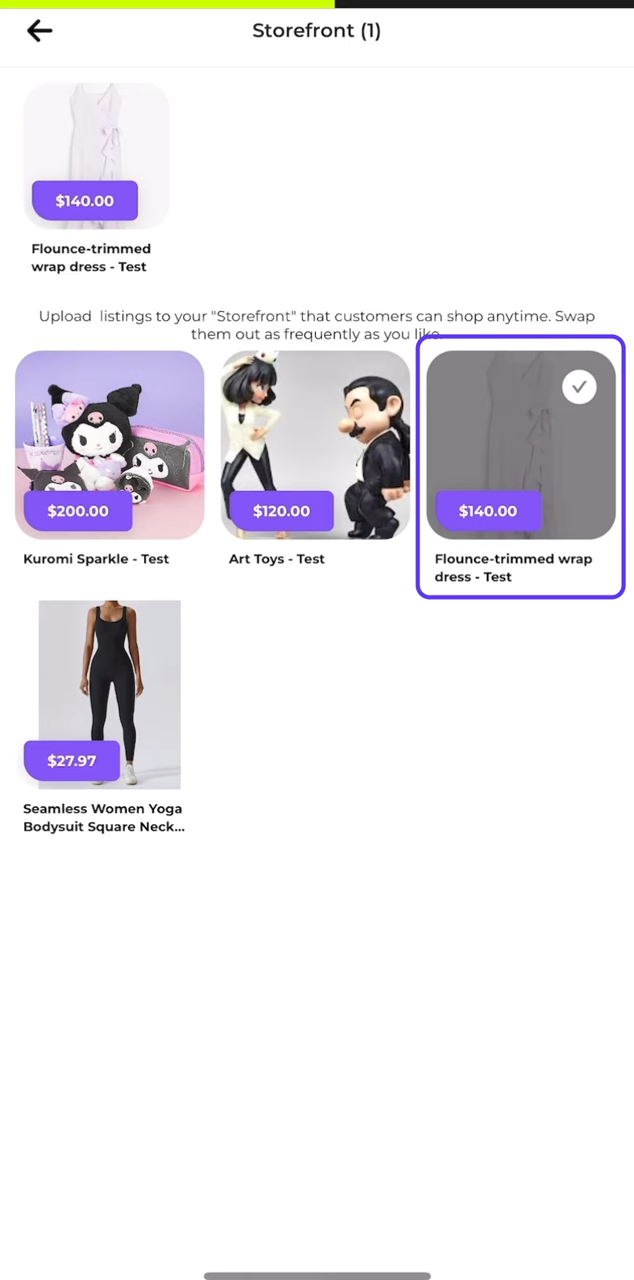 Storefront (1)
$140.00
Flounce-trimmed
wrap dress - Test
Upload listings to your "Storefront" that customers can shop anytime. Swap
them out as frequently as you like.
$200.00
Kuromi Sparkle - Test
$120.00
Art Toys - Test
$140.00
Flounce-trimmed wrap
dress - Test
$27.97
Seamless Women Yoga
Bodysuit Square Neck...